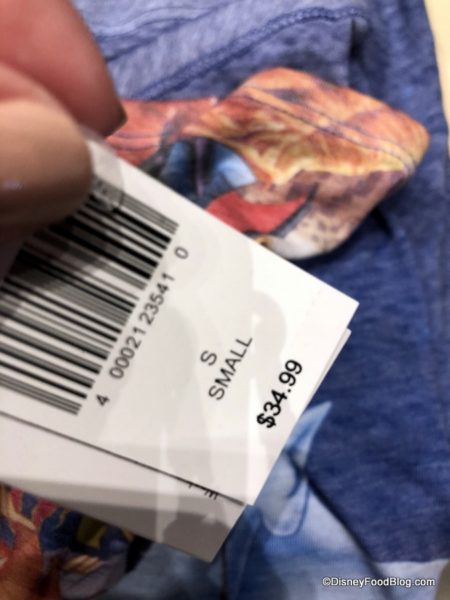 4 00021 23541 0
S
SMALL
$34.99
©DisneyFoodBlog.com